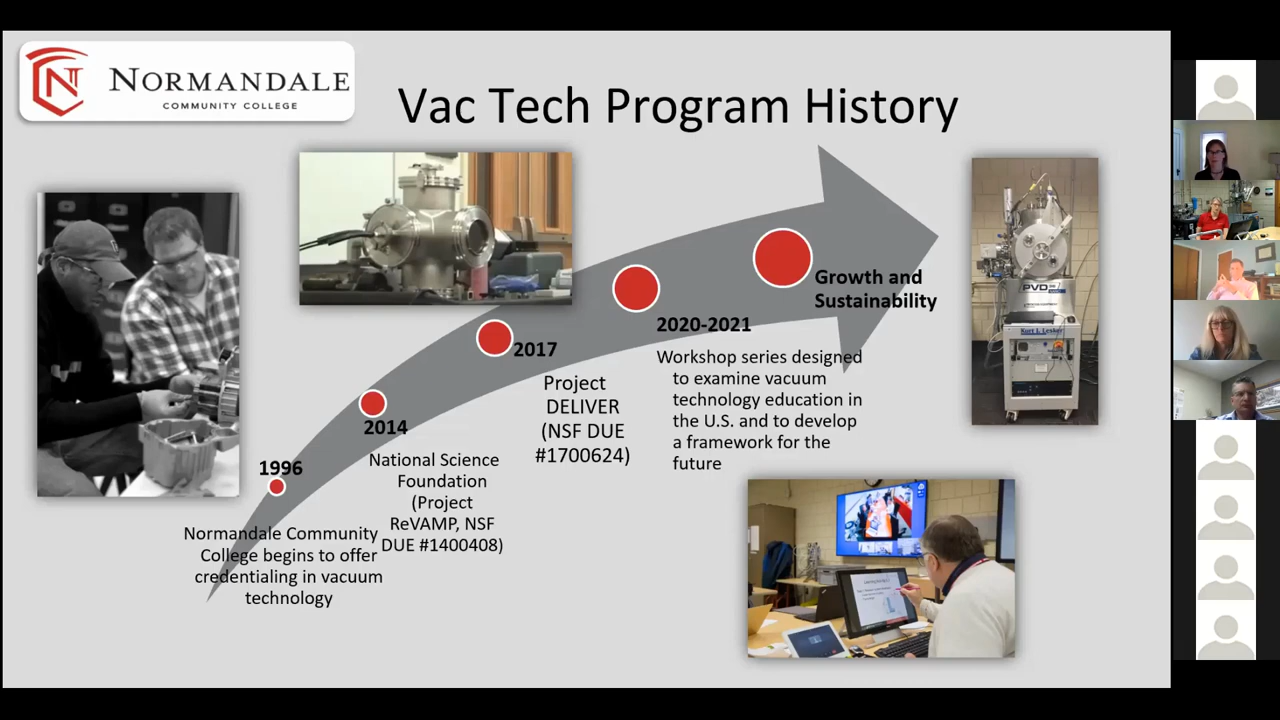 NORMANDALE
COMMUNITY COLLEGE
Vac Tech Program History
1996
Normandale Community
College begins to offer
credentialing in vacuum
technology
2014
National Science
Foundation
(Project
ReVAMP, NSF
DUE #1400408)
2017
Project
DELIVER
(NSF DUE
#1700624)
2020-2021
Workshop series designed
to examine vacuum
technology education in
the U.S. and to develop
a framework for the
future
Growth and
Sustainability
PVD
Kurt J. Lesker